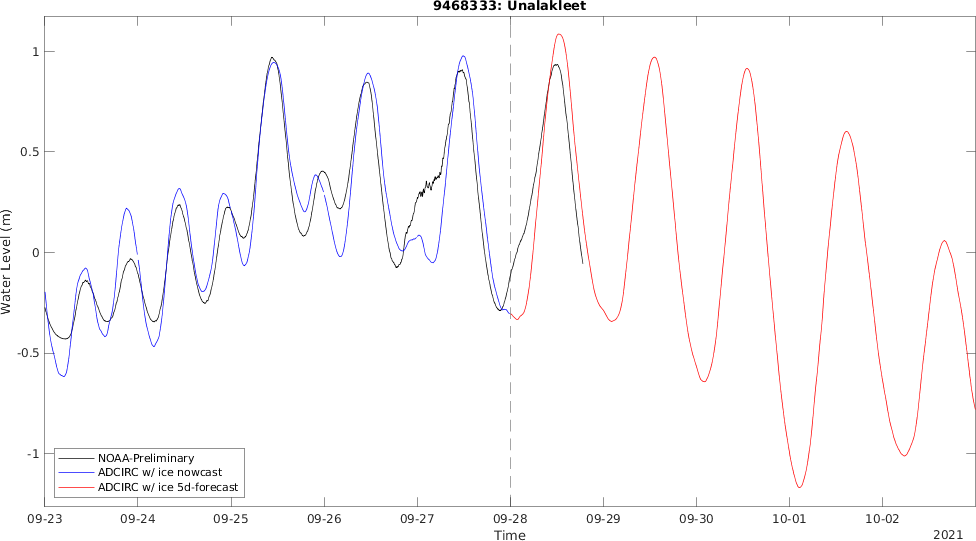 9468333: Unalakleet
Water Level (m)
1
0.5
0
-0.5
-1
NOAA-Preliminary
ADCIRC w/ ice nowcast
ADCIRC w/ ice 5d-forecast
09-23 09-24 09-25 09-26 09-27 09-28 09-29 09-30 10-01 10-02
Time
2021